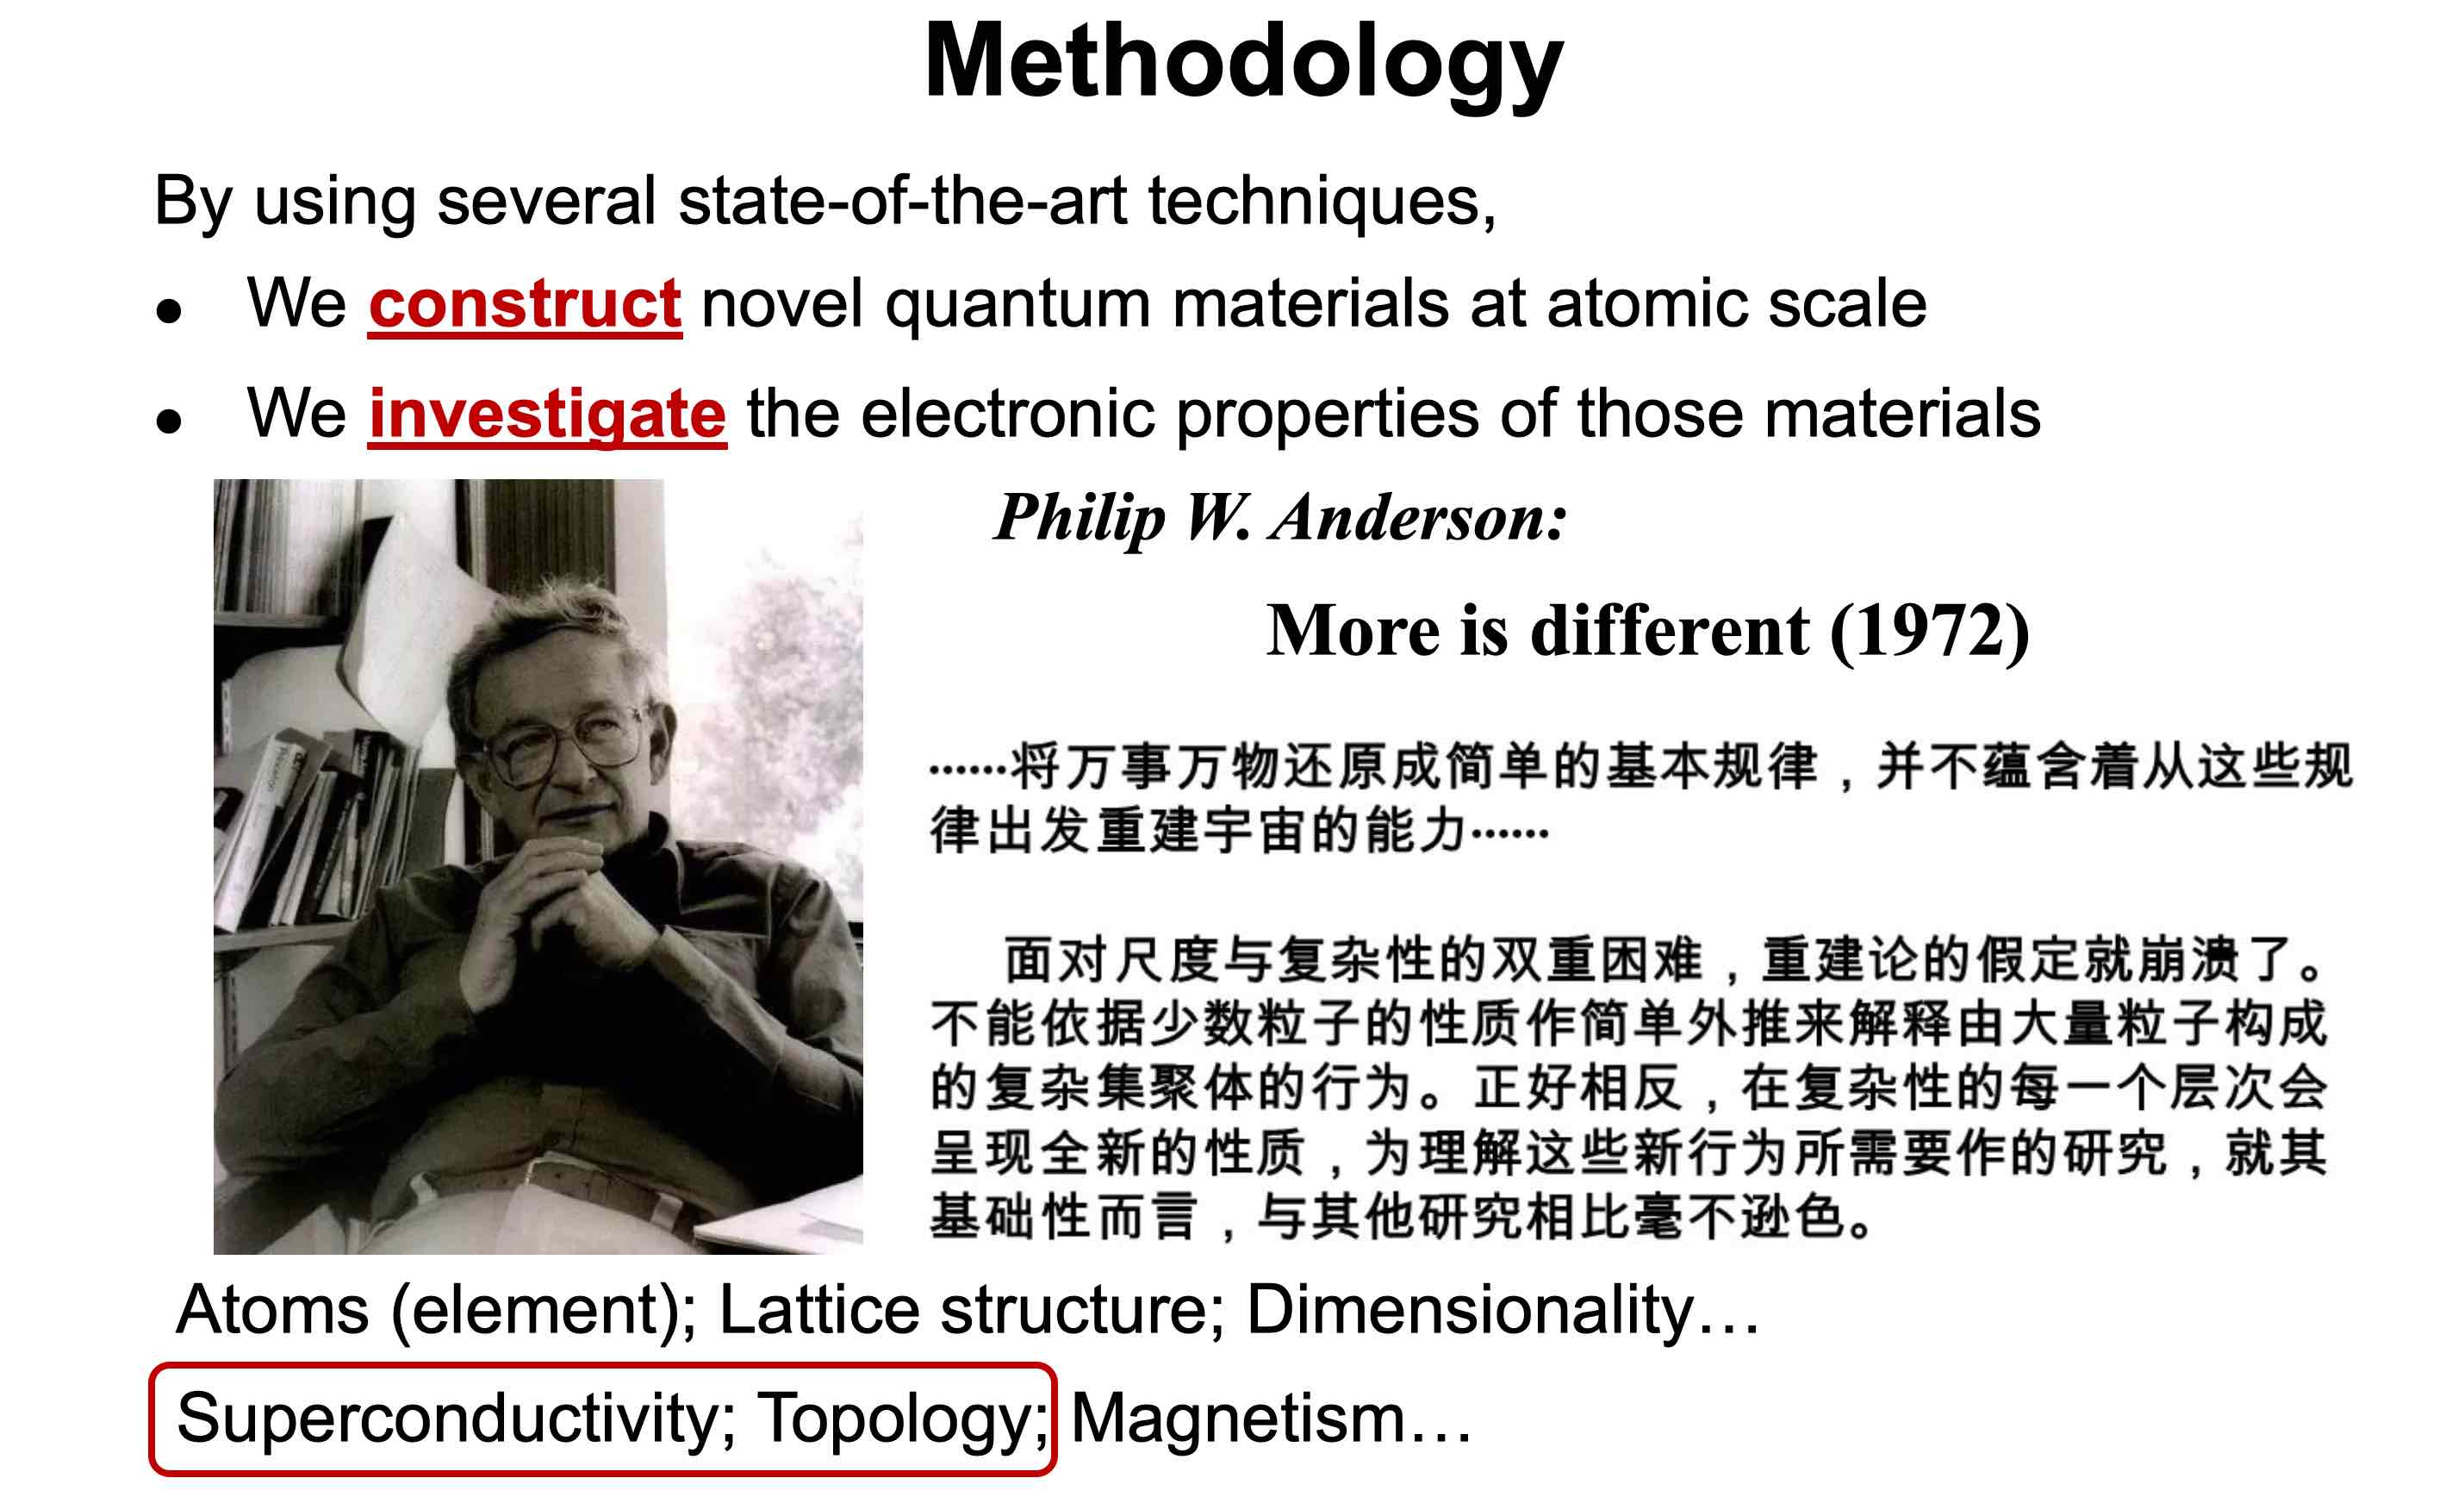 Methodology
By using several state-of-the-art techniques,
• We construct novel quantum materials at atomic scale
• We investigate the electronic properties of those materials
Philip W. Anderson:
More is different (1972)
……将万事万物还原成简单的基本规律，并不蕴含着从这些规
律出发重建宇宙的能力……
面对尺度与复杂性的双重困难，重建论的假定就崩溃了。
不能依据少数粒子的性质作简单外推来解释由大量粒子构成
的复杂集聚体的行为。正好相反，在复杂性的每一个层次会
呈现全新的性质，为理解这些新行为所需要作的研究，就其
基础性而言，与其他研究相比毫不逊色。
Atoms (element); Lattice structure; Dimensionality…
Superconductivity; Topology; Magnetism…